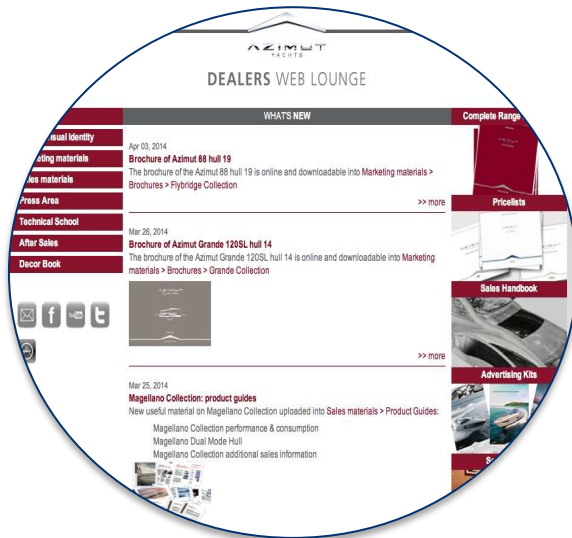 AZIMUT
YACHTS
DEALERS WEB LOUNGE
WHAT'S NEW
Identity
materials
materials
Press Area
Technical School
After Sales
Decor Book
Apr 03, 2014
Brochure of Azimut 88 hull 19
The brochure of the Azimut 88 hull 19 is online and downloadable into Marketing materials >
Brochures > Flybridge Collection
>> more
Mar 26, 2014
Brochure of Azimut Grande 120SL hull 14
The brochure of the Azimut Grande 120SL hull 14 is online and downloadable into Marketing
materials > Brochures > Grande Collection
>> more
Mar 25, 2014
Magellano Collection: product guides
New useful material on Magellano Collection uploaded into Sales materials > Product Guides:
Magellano Collection performance & consumption
Magellano Dual Mode Hull
Magellano Collection additional sales information
Complete Range
Pricelists
Sales Handbook
Advertising Kits